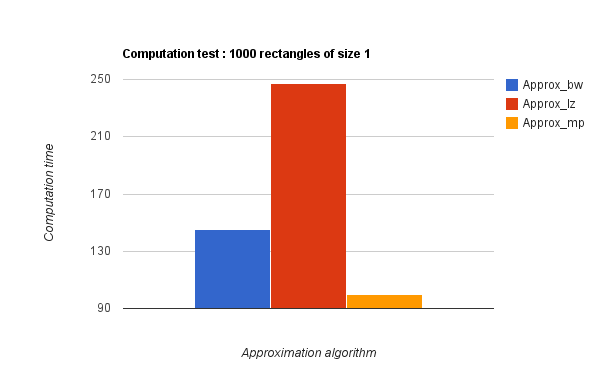 Computation test : 1000 rectangles of size 1
250
210
170
130
90
Computation time
Approximation algorithm
Approx_bw
Approx_lz
Approx_mp